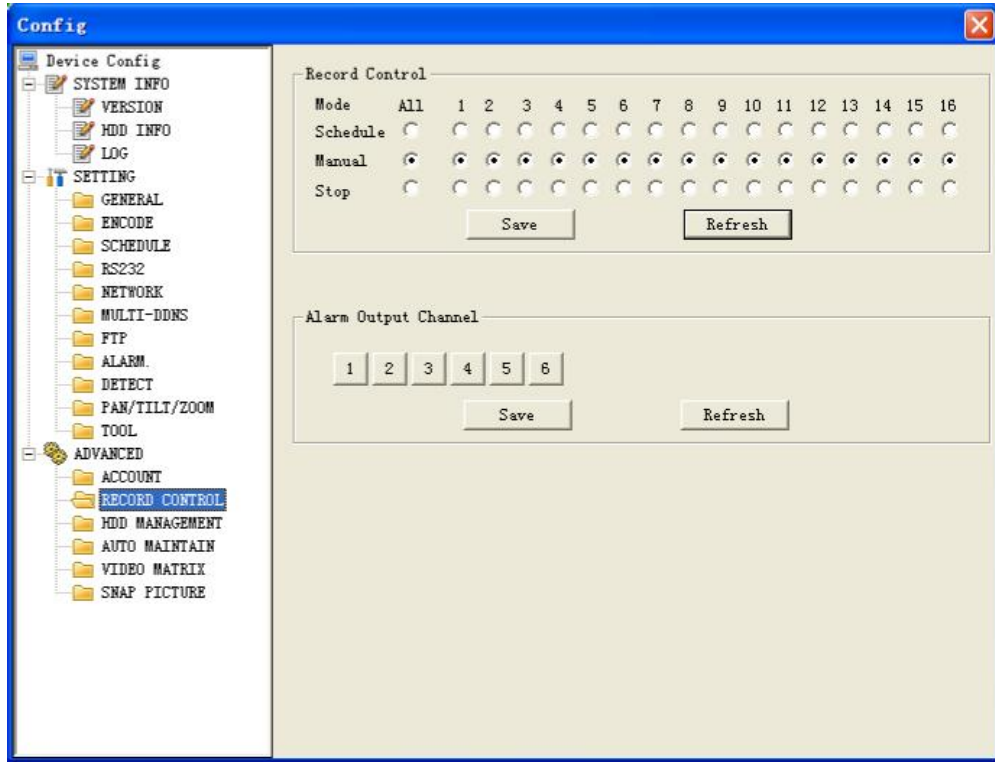 Config
Device Config
SYSTEM INFO
VERSION
HDD INFO
LOG
SETTING
GENERAL
ENCODE
SCHEDULE
RS232
NETWORK
MULTI-DDNS
FTP
ALARM.
DETECT
PAN/TILT/ZOOM
TOOL
ADVANCED
ACCOUNT
RECORD CONTROL
HDD MANAGEMENT
AUTO MAINTAIN
VIDEO MATRIX
SNAP PICTURE
Record Control
Mode All 1 2 3 4 5 6 7 8 9 10 11 12 13 14 15 16
Schedule
Manual
Stop
Save Refresh
Alarm Output Channel
1 2 3 4 5 6
Save Refresh